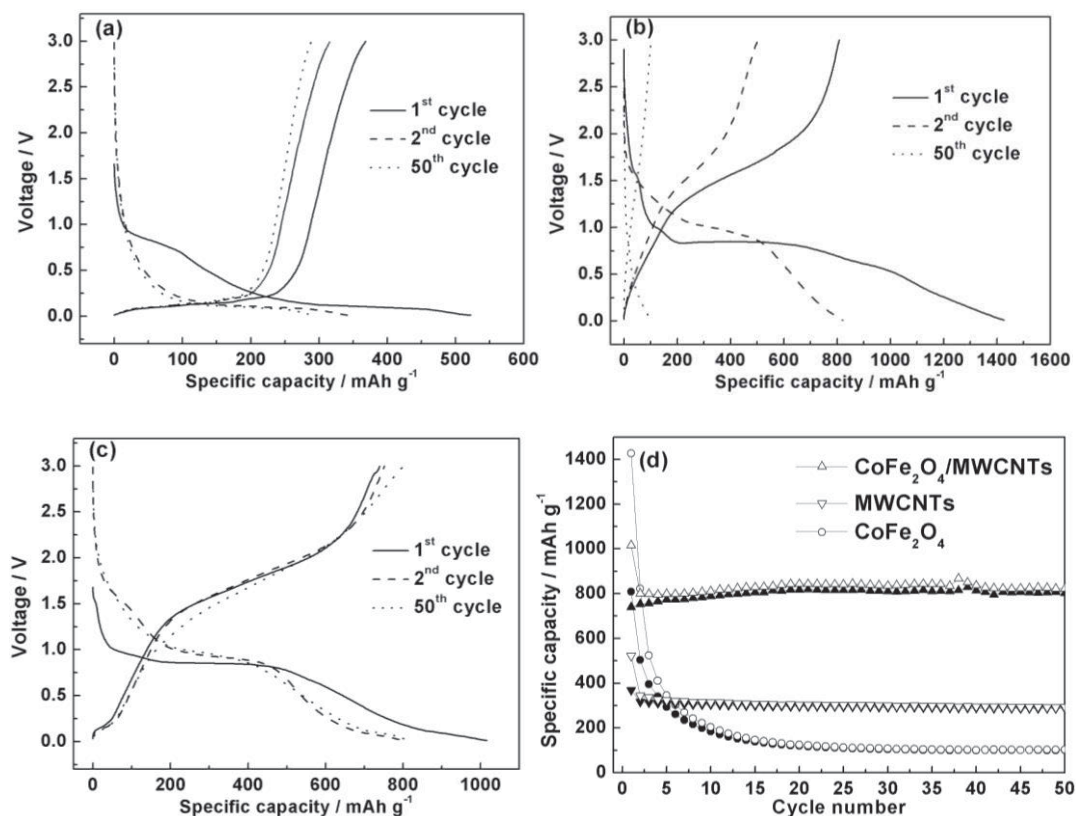 (a)
3.0
2.5
2.0
1.5
1.0
0.5
0.0
Voltage / V
1st cycle
2nd cycle
50th cycle
0 100 200 300 400 500 600
Specific capacity / mAh g-1
(b)
3.0
2.5
2.0
1.5
1.0
0.5
0.0
Voltage / V
1st cycle
2nd cycle
50th cycle
0 200 400 600 800 1000 1200 1400 1600
Specific capacity / mAh g-1
(c)
3.0
2.5
2.0
1.5
1.0
0.5
0.0
Voltage / V
1st cycle
2nd cycle
50th cycle
0 200 400 600 800 1000
Specific capacity / mAh g-1
(d)
1400
1200
1000
800
600
400
200
0
Specific capacity / mAh g-1
CoFe2O4/MWCNTs
MWCNTs
CoFe2O4
0 5 10 15 20 25 30 35 40 45 50
Cycle number